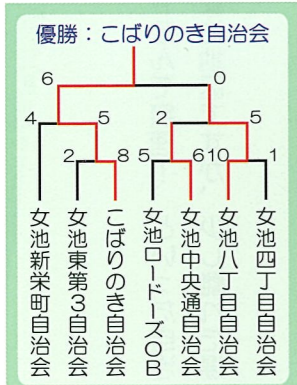 優勝：こばりのき自治会
6 0
4 5 2 5
2 8 5 6 10 1
女池新栄町自治会
女池東第3自治会
こばりのき自治会
女池ロードーズOB
女池中央通自治会
女池八丁目自治会
女池四丁目自治会